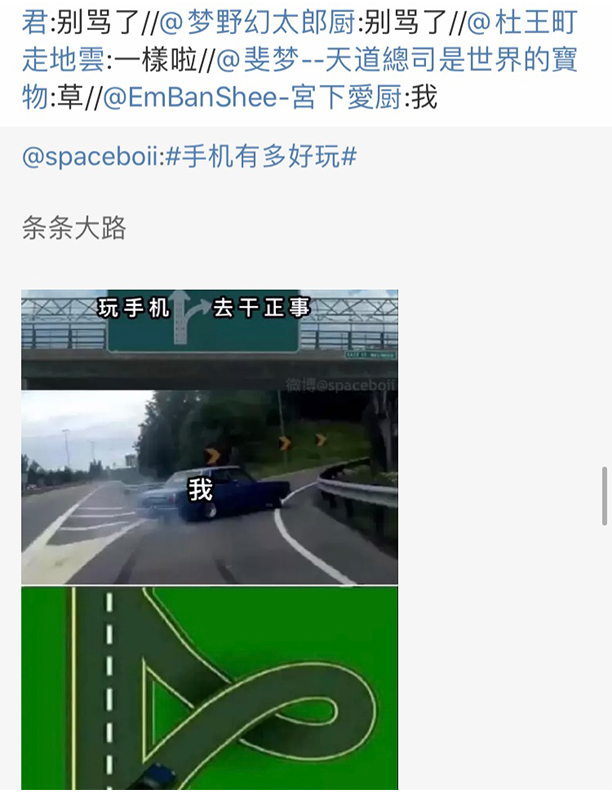 君:别骂了//@梦野幻太郎厨:别骂了//@杜王町
走地雲:一樣啦//@斐梦--天道總司是世界的寶
物:草//@EmBanShee-宮下愛厨:我
@spaceboii:#手机有多好玩#
条条大路
玩手机 去干正事
微博@spaceboii
我